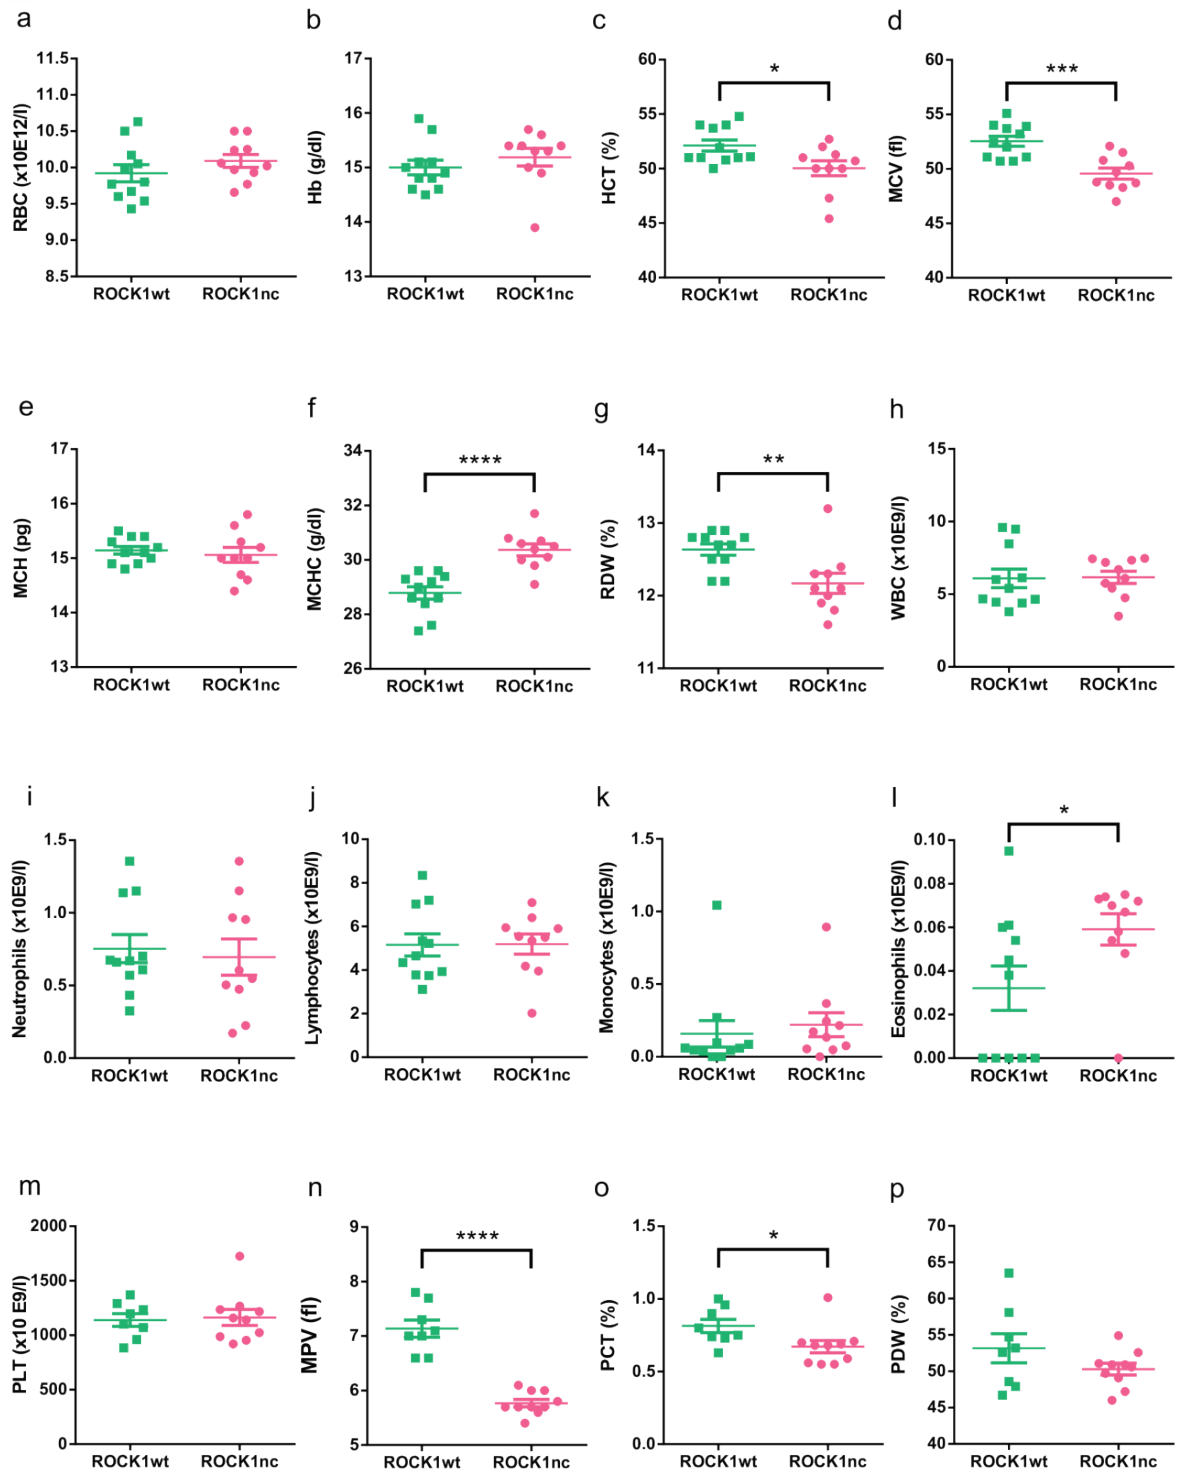 a
RBC (x10E12/l)
11.5
11.0
10.5
10.0
9.5
9.0
8.5
ROCK1wt ROCK1nc
b
Hb (g/dl)
17
16
15
14
13
ROCK1wt ROCK1nc
c
HCT (%)
60
55
50
45
40
*
ROCK1wt ROCK1nc
d
MCV (fl)
60
55
50
45
40
***
ROCK1wt ROCK1nc
e
MCH (pg)
17
16
15
14
13
ROCK1wt ROCK1nc
f
MCHC (g/dl)
34
32
30
28
26
****
ROCK1wt ROCK1nc
g
RDW (%)
14
13
12
11
**
ROCK1wt ROCK1nc
h
WBC (x10E9/l)
15
10
5
0
ROCK1wt ROCK1nc
i
Neutrophils (x10E9/l)
1.5
1.0
0.5
0.0
ROCK1wt ROCK1nc
j
Lymphocytes (x10E9/l)
10
8
6
4
2
0
ROCK1wt ROCK1nc
k
Monocytes (x10E9/l)
1.5
1.0
0.5
0.0
ROCK1wt ROCK1nc
l
Eosinophils (x10E9/l)
0.10
0.08
0.06
0.04
0.02
0.00
*
ROCK1wt ROCK1nc
m
PLT (x10 E9/l)
2000
1500
1000
500
0
ROCK1wt ROCK1nc
n
MPV (fl)
9
8
7
6
5
****
ROCK1wt ROCK1nc
o
PCT (%)
1.5
1.0
0.5
0.0
*
ROCK1wt ROCK1nc
p
PDW (%)
70
65
60
55
50
45
40
ROCK1wt ROCK1nc